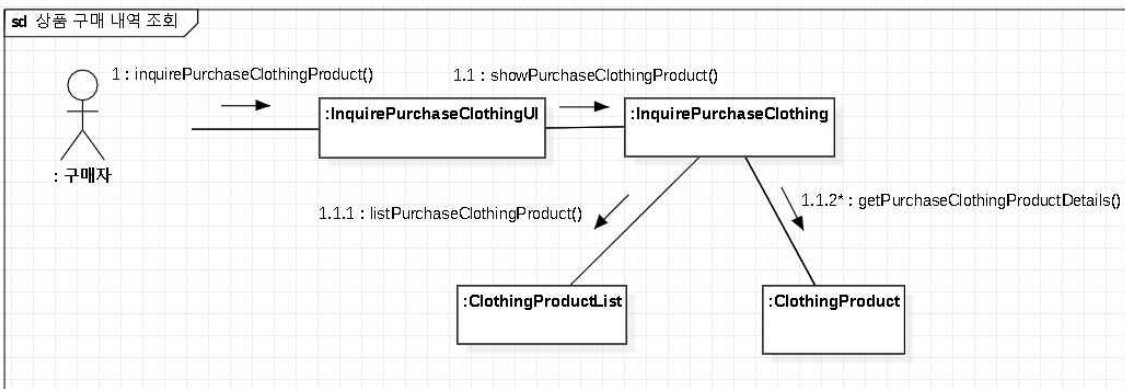 sd 상품 구매 내역 조회
1 : inquirePurchaseClothingProduct()
1.1 : showPurchaseClothingProduct()
:InquirePurchaseClothingUI
:InquirePurchaseClothing
: 구매자
1.1.1 : listPurchaseClothingProduct()
1.1.2* : getPurchaseClothingProductDetails()
:ClothingProductList
:ClothingProduct